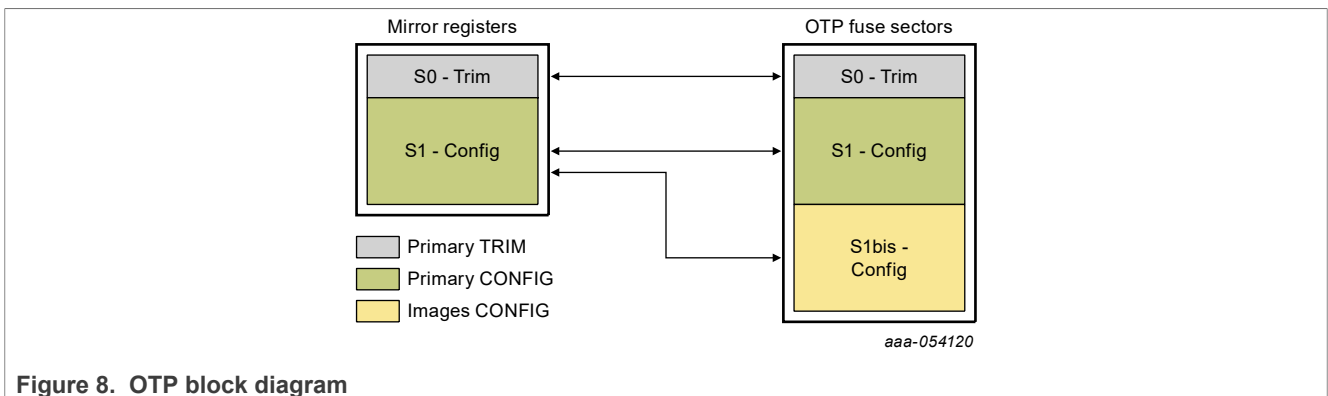 Mirror registers
OTP fuse sectors
S0 - Trim
S0 - Trim
S1 - Config
S1 - Config
S1bis -
Config
Primary TRIM
Primary CONFIG
Images CONFIG
aaa-054120
Figure 8. OTP block diagram